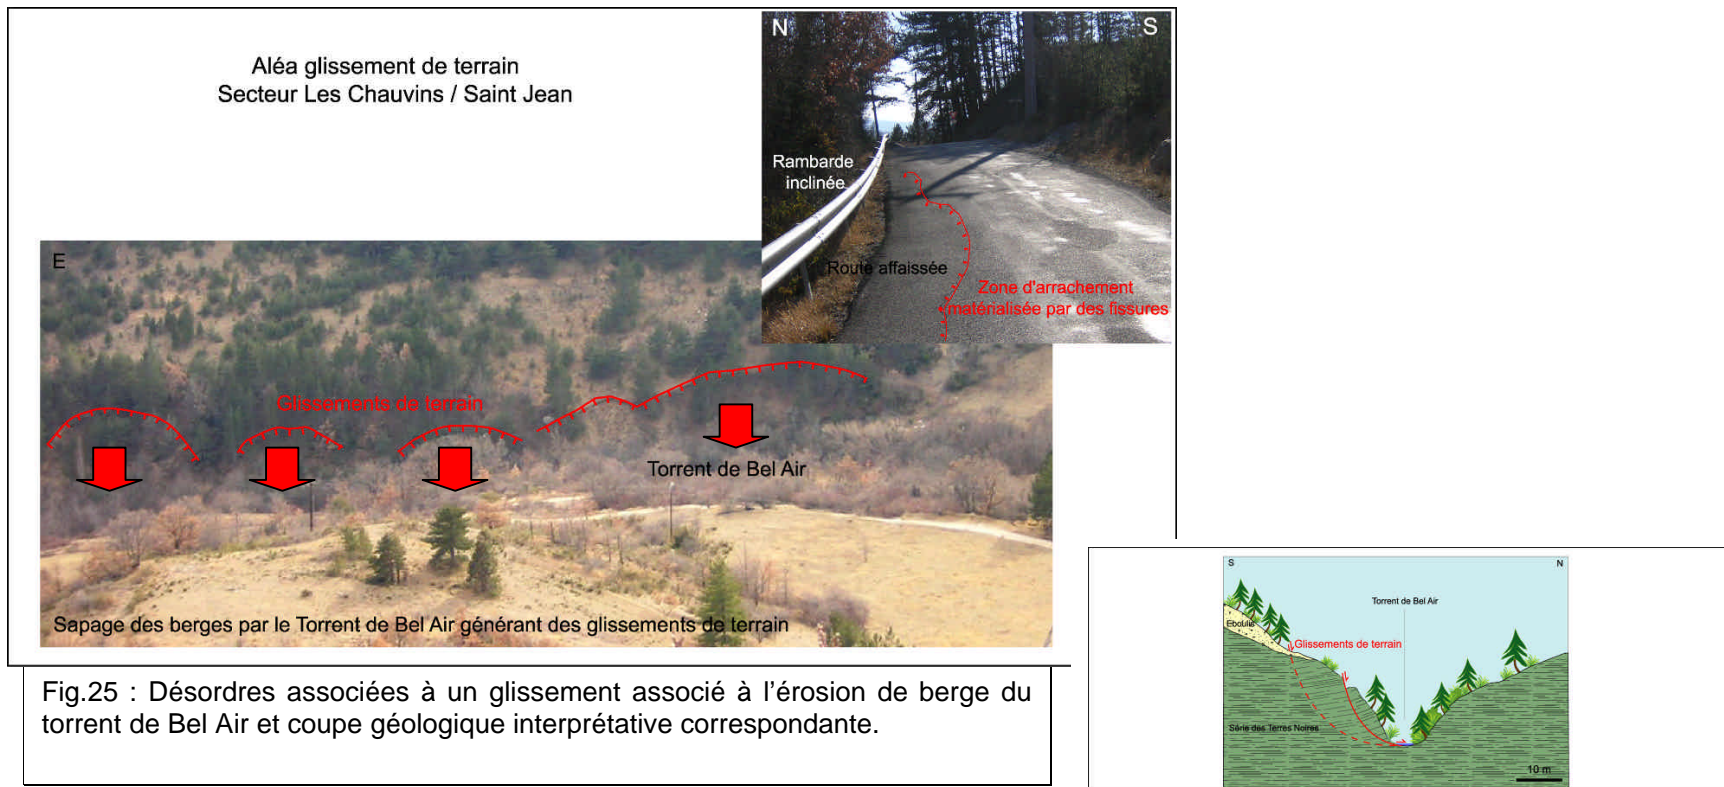 Aléa glissement de terrain
Secteur Les Chauvins / Saint Jean
N
S
Rambarde
inclinée
Route affaissée
Zone d'arrachement
matérialisée par des fissures
E
Glissements de terrain
Torrent de Bel Air
Sapage des berges par le Torrent de Bel Air générant des glissements de terrain
Fig.25 : Désordres associées à un glissement associé à l'érosion de berge du
torrent de Bel Air et coupe géologique interprétative correspondante.
S
N
Torrent de Bel Air
Eboulis
Glissements de terrain
Série des Terres Noires
10 m